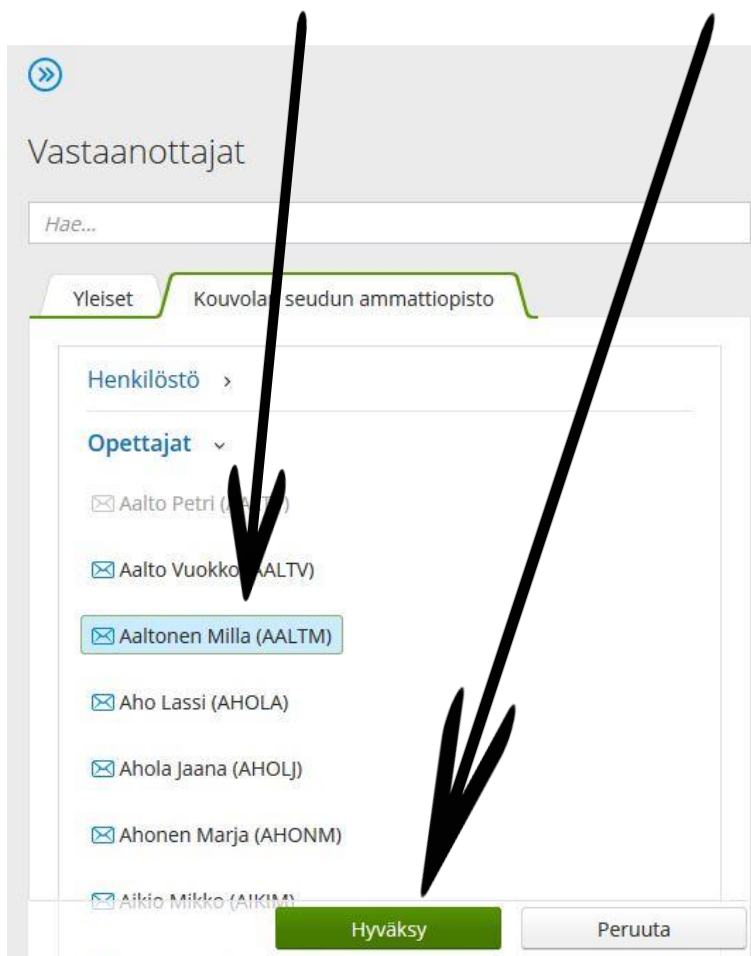 Vastaanottajat
Hae...
Yleiset Kouvolan seudun ammattiopisto
Henkilöstö
Opettajat
Aalto Petri
Aalto Vuokko (AALTV)
Aaltonen Milla (AALTM)
Aho Lassi (AHOLA)
Ahola Jaana (AHOLJ)
Ahonen Marja (AHONM)
Aikio Mikko (AIKIM)
Hyväksy Peruuta